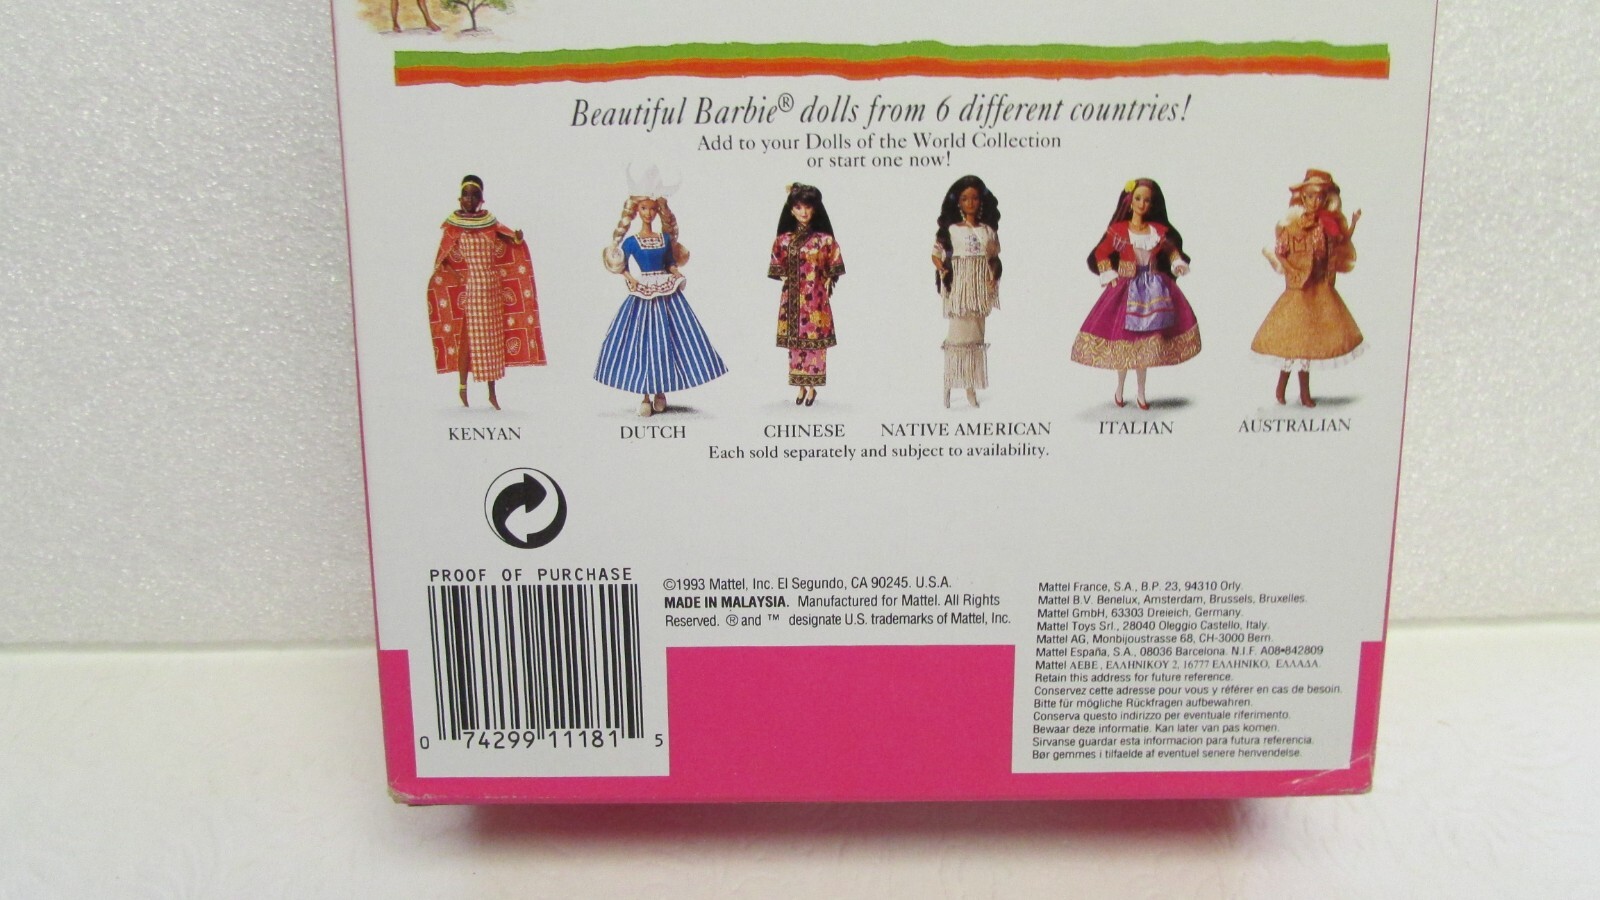 Beautiful Barbie® dolls from 6 different countries!
Add to your Dolls of the World Collection
or start one now!
KENYAN
DUTCH
CHINESE
NATIVE AMERICAN
ITALIAN
AUSTRALIAN
Each sold separately and subject to availability.
PROOF OF PURCHASE
0 74299 11181 5
©1993 Mattel, Inc. El Segundo, CA 90245. U.S.A.
MADE IN MALAYSIA. Manufactured for Mattel. All Rights
Reserved. ® and ™ designate U.S. trademarks of Mattel, Inc.
Mattel France, S.A., B.P. 23, 94310 Orly.
Mattel B.V. Benelux, Amsterdam, Brussels, Bruxelles.
Mattel GmbH, 63303 Dreieich, Germany.
Mattel Toys Srl., 28040 Oleggio Castello, Italy.
Mattel AG, Monbijoustrasse 68, CH-3000 Bern.
Mattel España, S.A., 08036 Barcelona. N.I.F. A08-842809
Mattel ΑΕΒΕ, ΕΛΛΗΝΙΚΟΥ 2, 16777 ΕΛΛΗΝΙΚΟ, ΕΛΛΑΔΑ
Retain this address for future reference.
Conservez cette adresse pour vous y référer en cas de besoin.
Bitte für mögliche Rückfragen aufbewahren.
Conserva questo indirizzo per eventuale riferimento.
Bewaar deze informatie. Kan later van pas komen.
Sirvanse guardar esta informacion para futura referencia.
Bør gemmes i tilfaelde af eventuel senere henvendelse.